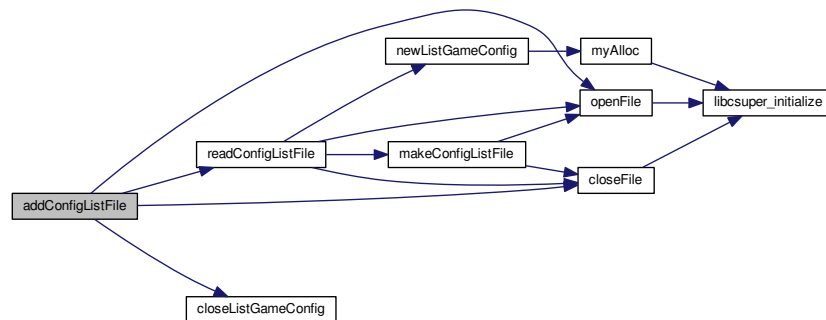 newListGameConfig
myAlloc
openFile
libcsuper_initialize
readConfigListFile
makeConfigListFile
closeFile
addConfigListFile
closeListGameConfig